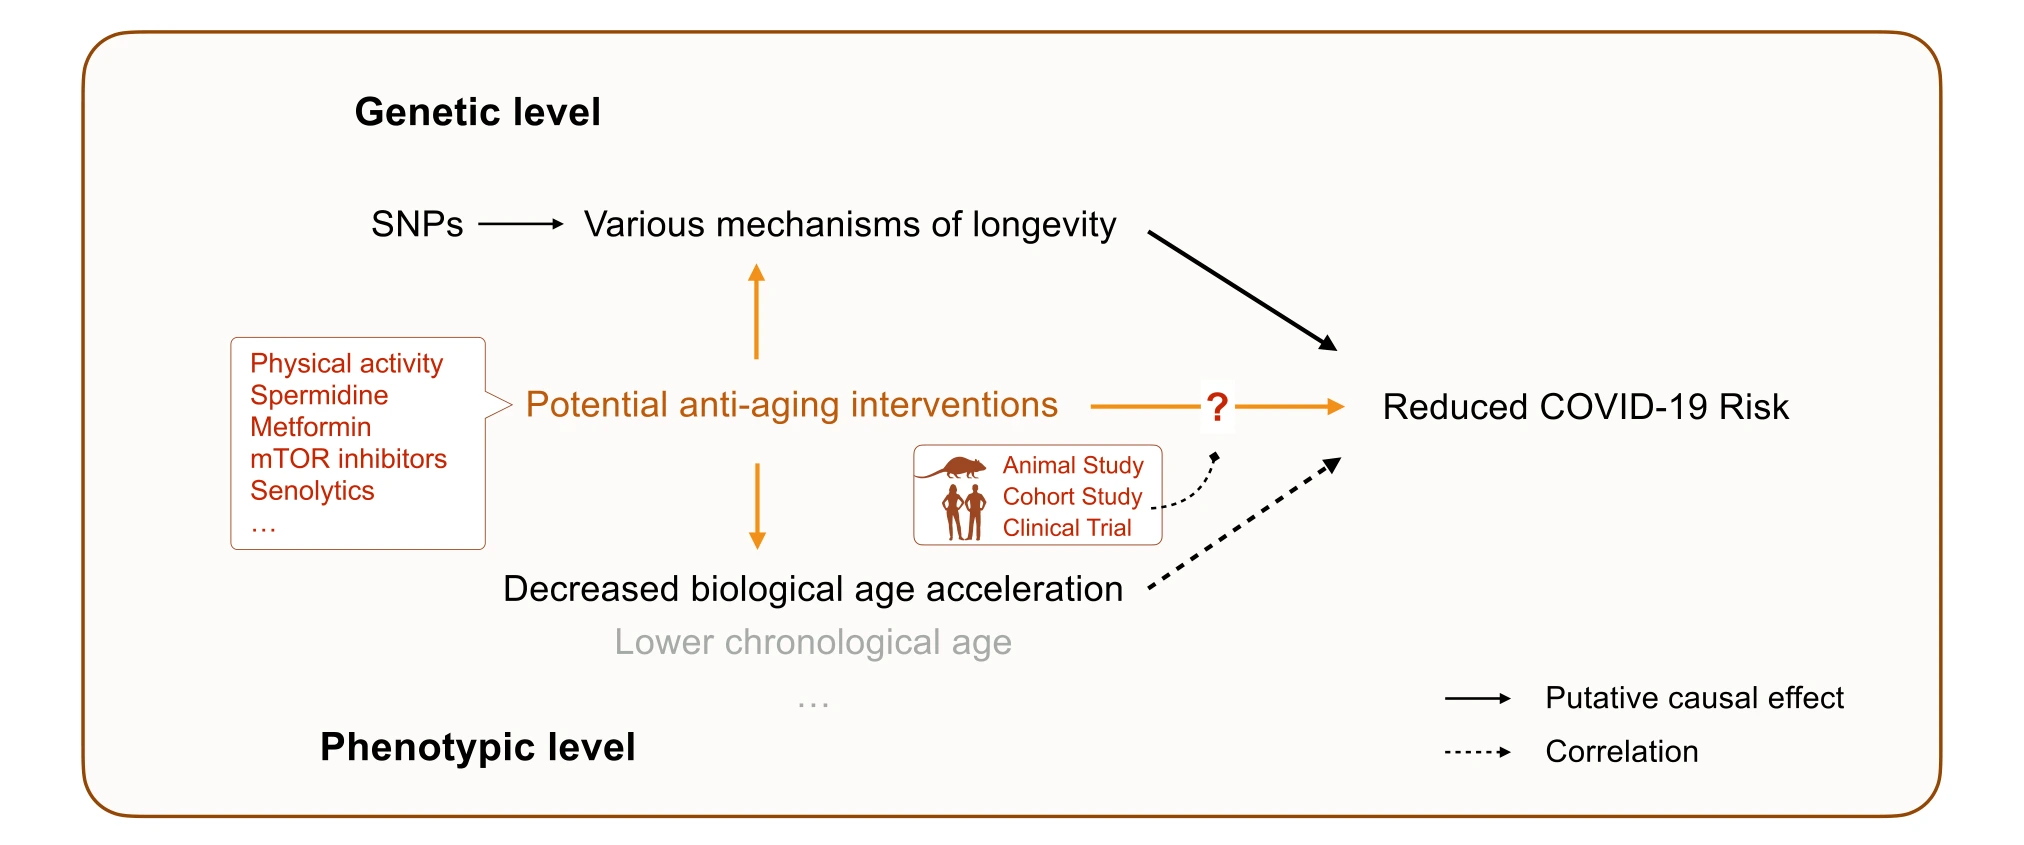 Genetic level
SNPs
Various mechanisms of longevity
Physical activity
Spermidine
Metformin
mTOR inhibitors
Senolytics
…
Potential anti-aging interventions
?
Reduced COVID-19 Risk
Animal Study
Cohort Study
Clinical Trial
Decreased biological age acceleration
Lower chronological age
…
Phenotypic level
Putative causal effect
Correlation